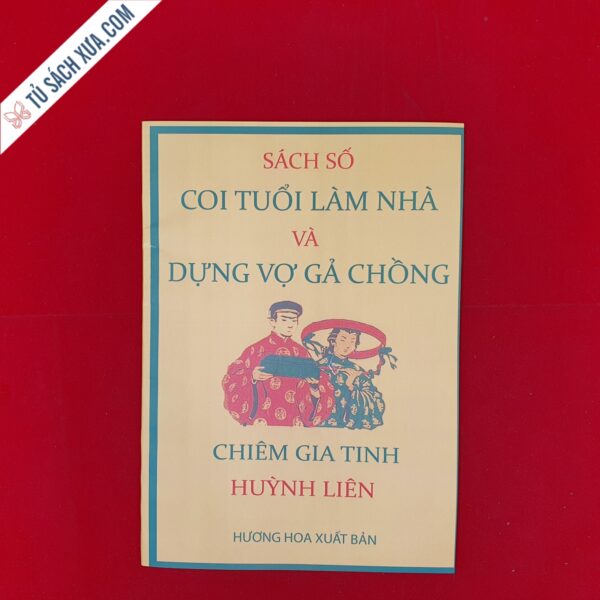 TỦ SÁCH XƯA.COM
SÁCH SỐ
COI TUỔI LÀM NHÀ
VÀ
DỰNG VỢ GẢ CHỒNG
CHIÊM GIA TINH
HUỲNH LIÊN
HƯƠNG HOA XUẤT BẢN